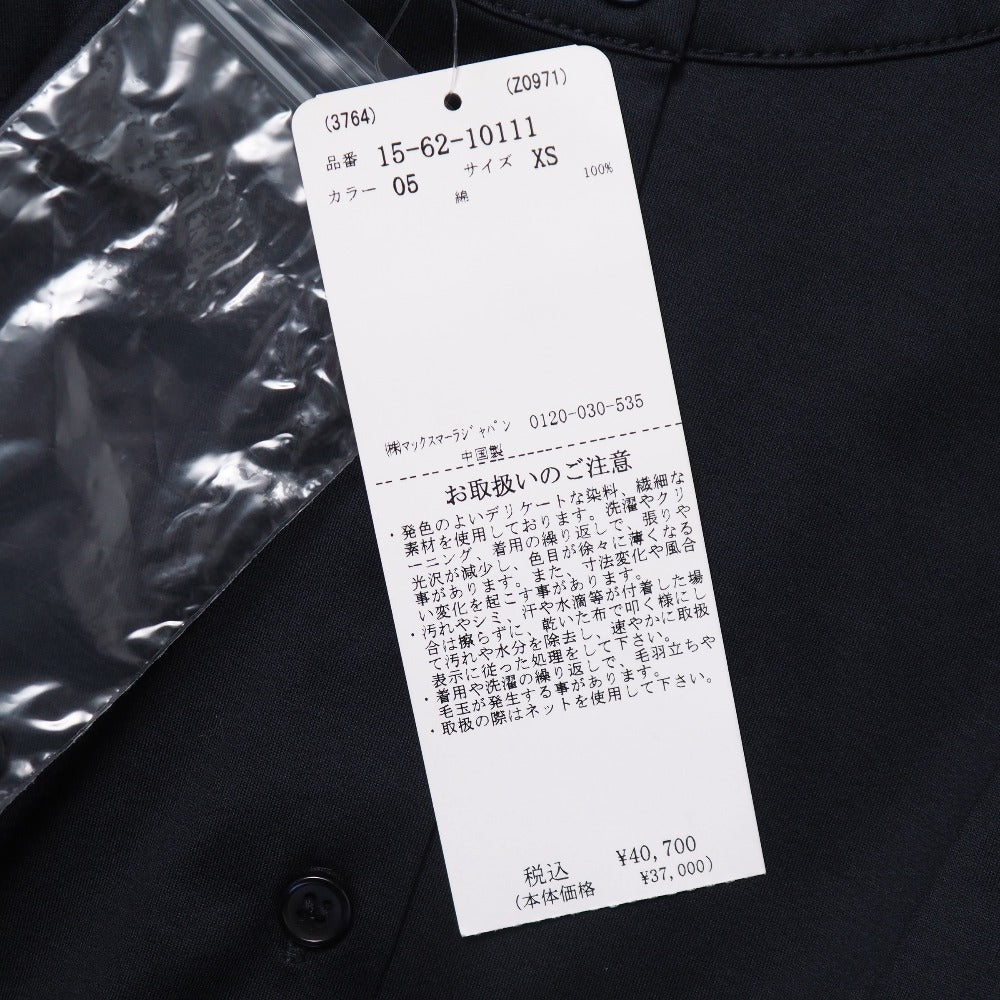 (3764)
(Z0971)
品番 15-62-10111
カラー 05 サイズ XS
綿 100%
㈱マックスマーラジャパン 0120-030-535
中国製
お取扱いのご注意
・発色のよいデリケートな染料、繊細な
素材を使用しております。洗濯やクリ
ーニング、着用の繰り返しで、張りや
光沢が減少し、色目が徐々に薄くなる
事があります。また、寸法変化や風合
い変化を起こす事があります。
・汚れやシミ、汗や水滴等が付着した場
合は擦らずに、乾いた布で叩く様にし
て汚れや水分を除去し、速やかに取扱
表示に従った処理をして下さい。
・着用や洗濯の繰り返しで、毛羽立ちや
毛玉が発生する事があります。
・取扱の際はネットを使用して下さい。
税込 ¥40,700
(本体価格 ¥37,000)